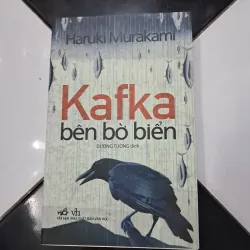 Haruki Murakami
Kafka
bên bờ biển
DƯƠNG TƯỜNG dịch